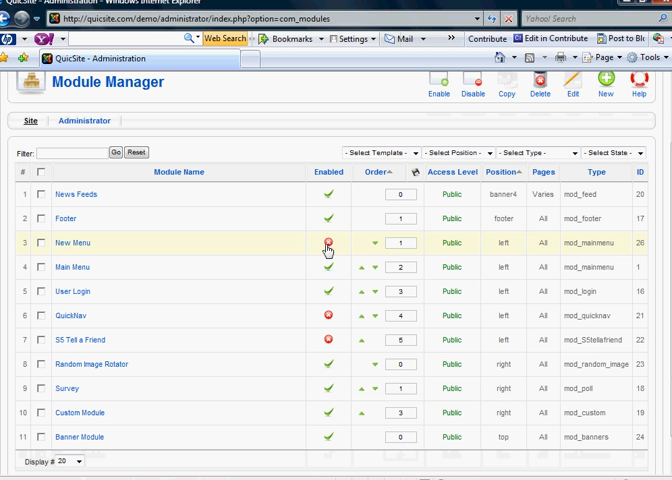 QuicSite - Administration - Windows Internet Explorer
http://quicsite.com/demo/administrator/index.php?option=com_modules Yahoo! Search
hp Y! Web Search Bookmarks Settings Mail Contribute Edit in Contribute Post to Blo
QuicSite - Administration Page Tools
Module Manager Enable Disable Copy Delete Edit New Help
Site Administrator
Filter: Go Reset - Select Template - - Select Position - - Select Type - - Select State -
# Module Name Enabled Order Access Level Position Pages Type ID
1 News Feeds 0 Public banner4 Varies mod_feed 20
2 Footer 1 Public footer All mod_footer 17
3 New Menu 1 Public left All mod_mainmenu 26
4 Main Menu 2 Public left All mod_mainmenu 1
5 User Login 3 Public left All mod_login 16
6 QuickNav 4 Public left All mod_quicknav 21
7 S5 Tell a Friend 5 Public left All mod_S5tellafriend 22
8 Random Image Rotator 0 Public right All mod_random_image 23
9 Survey 1 Public right All mod_poll 18
10 Custom Module 3 Public right All mod_custom 19
11 Banner Module 0 Public top All mod_banners 24
Display # 20